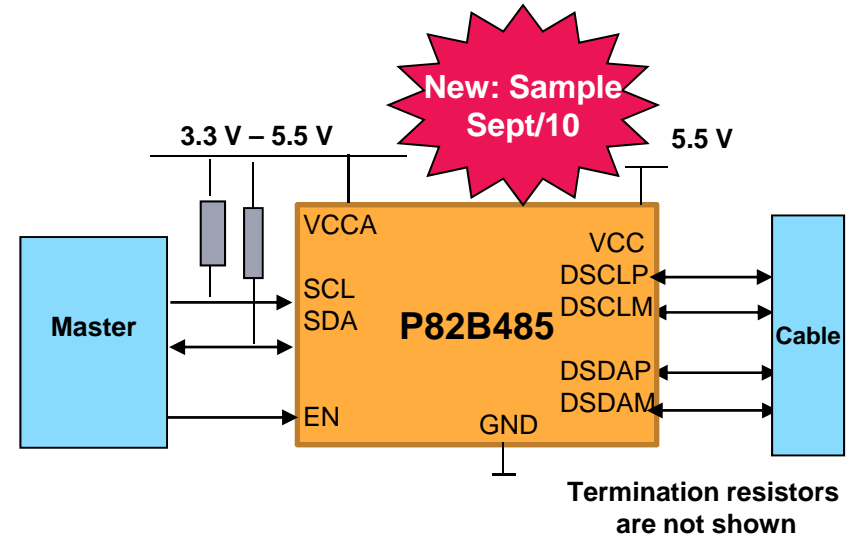 New: Sample
Sept/10
3.3 V – 5.5 V
5.5 V
VCCA
VCC
DSCLP
SCL
DSCLM
SDA
P82B485
Master
Cable
DSDAP
DSDAM
EN
GND
Termination resistors
are not shown